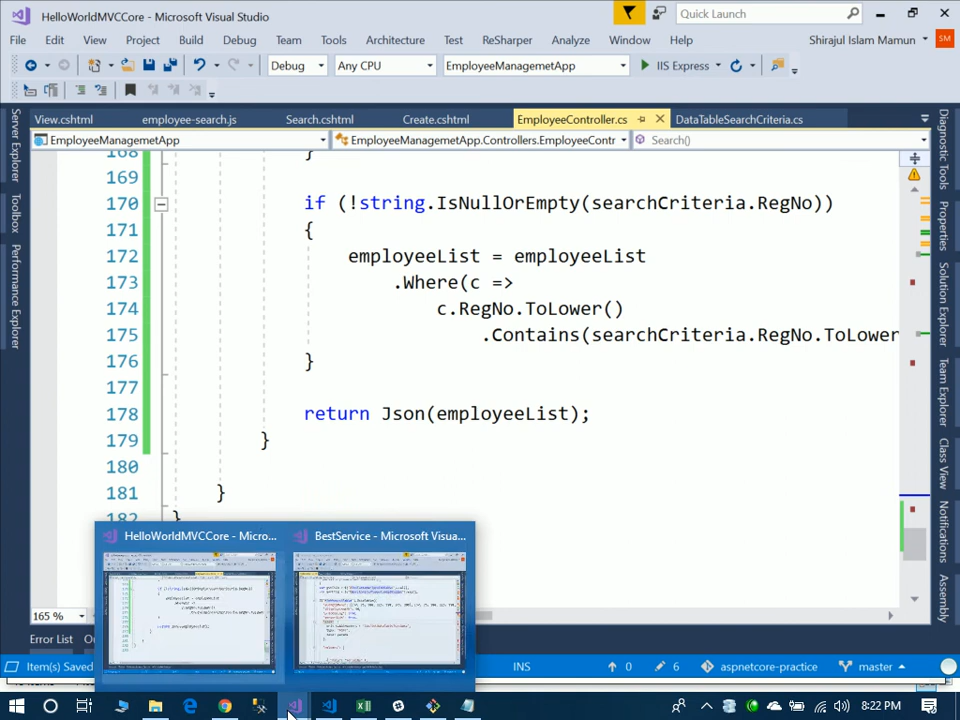 HelloWorldMVCCore - Microsoft Visual Studio
Quick Launch
File Edit View Project Build Debug Team Tools Architecture Test ReSharper Analyze Window Help Shirajul Islam Mamun SM
Debug Any CPU EmployeeManagemetApp IIS Express
View.cshtml employee-search.js Search.cshtml Create.cshtml EmployeeController.cs DataTableSearchCriteria.cs
EmployeeManagemetApp EmployeeManagemetApp.Controllers.EmployeeContr Search()
168 }
169
170 if (!string.IsNullOrEmpty(searchCriteria.RegNo))
171 {
172 employeeList = employeeList
173 .Where(c =>
174 c.RegNo.ToLower()
175 .Contains(searchCriteria.RegNo.ToLower
176 }
177
178 return Json(employeeList);
179 }
180
181 }
182 }
Server Explorer
Toolbox
Performance Explorer
Diagnostic Tools
Properties
Solution Explorer
Team Explorer
Class View
Notifications
Assembly
HelloWorldMVCCore - Micro...
BestService - Microsoft Visua...
165 %
Error List Ou
Item(s) Saved INS 0 6 aspnetcore-practice master
8:22 PM